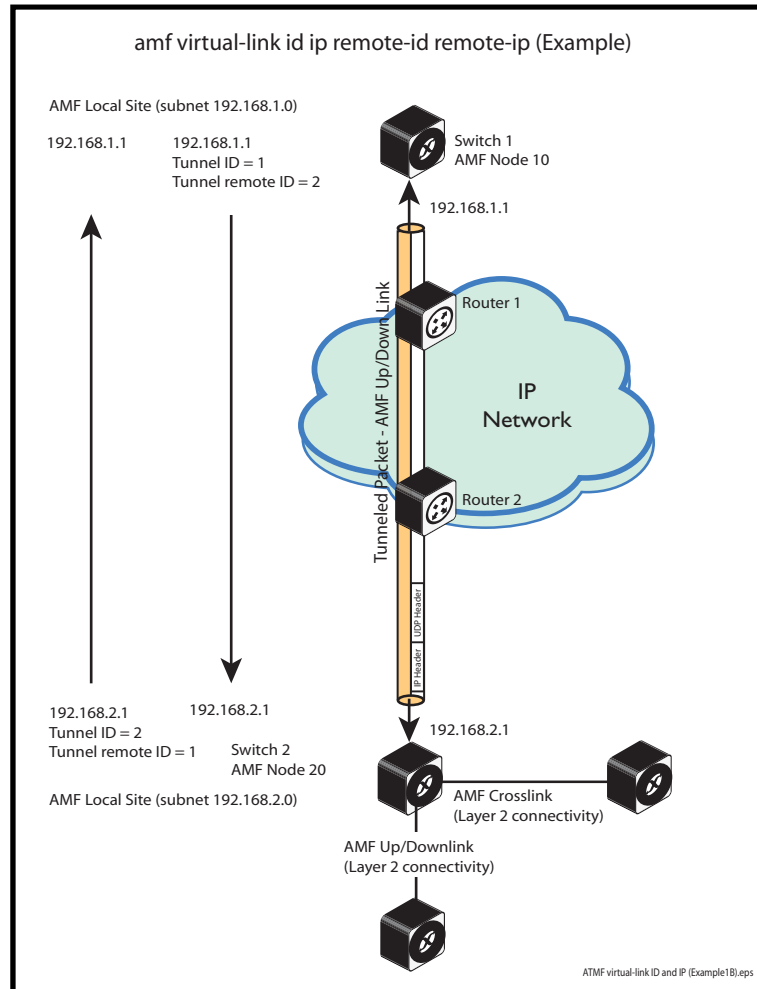 amf virtual-link id ip remote-id remote-ip (Example)
AMF Local Site (subnet 192.168.1.0)
192.168.1.1
192.168.1.1
Tunnel ID = 1
Tunnel remote ID = 2
Switch 1
AMF Node 10
192.168.1.1
Router 1
Tunneled Packet - AMF Up/Down Link
IP
Network
Router 2
UDP Header
IP Header
192.168.2.1
Tunnel ID = 2
Tunnel remote ID = 1
192.168.2.1
Switch 2
AMF Node 20
AMF Local Site (subnet 192.168.2.0)
192.168.2.1
AMF Crosslink
(Layer 2 connectivity)
AMF Up/Downlink
(Layer 2 connectivity)
ATMF virtual-link ID and IP (Example1B).eps